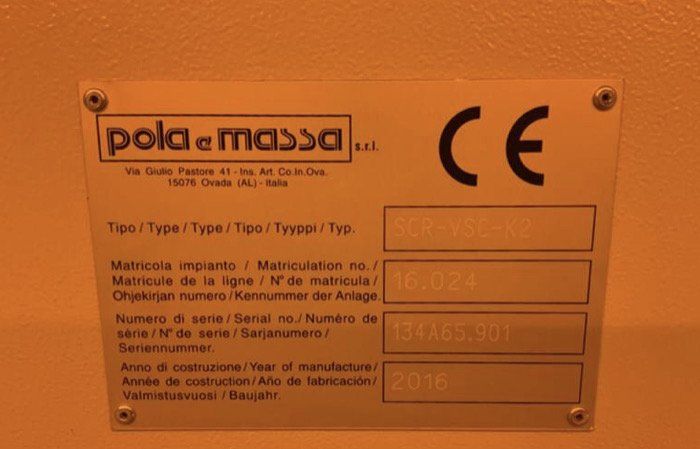 pola e massa s.r.l.
Via Giulio Pastore 41 - Ins. Art. Co.In.Ova.
15076 Ovada (AL) - Italia
CE
Tipo / Type / Type / Tipo / Tyyppi / Typ.
SCR-VSC-K2
Matricola impianto / Matriculation no. /
Matricule de la ligne / N° de matricula /
Ohjekirjan numero / Kennummer der Anlage.
16.024
Numero di serie / Serial no. / Numéro de
série / N° de serie / Sarjanumero /
Seriennummer.
134A65.901
Anno di costruzione / Year of manufacture /
Année de costruction / Año de fabricación /
Valmistusvuosi / Baujahr.
2016